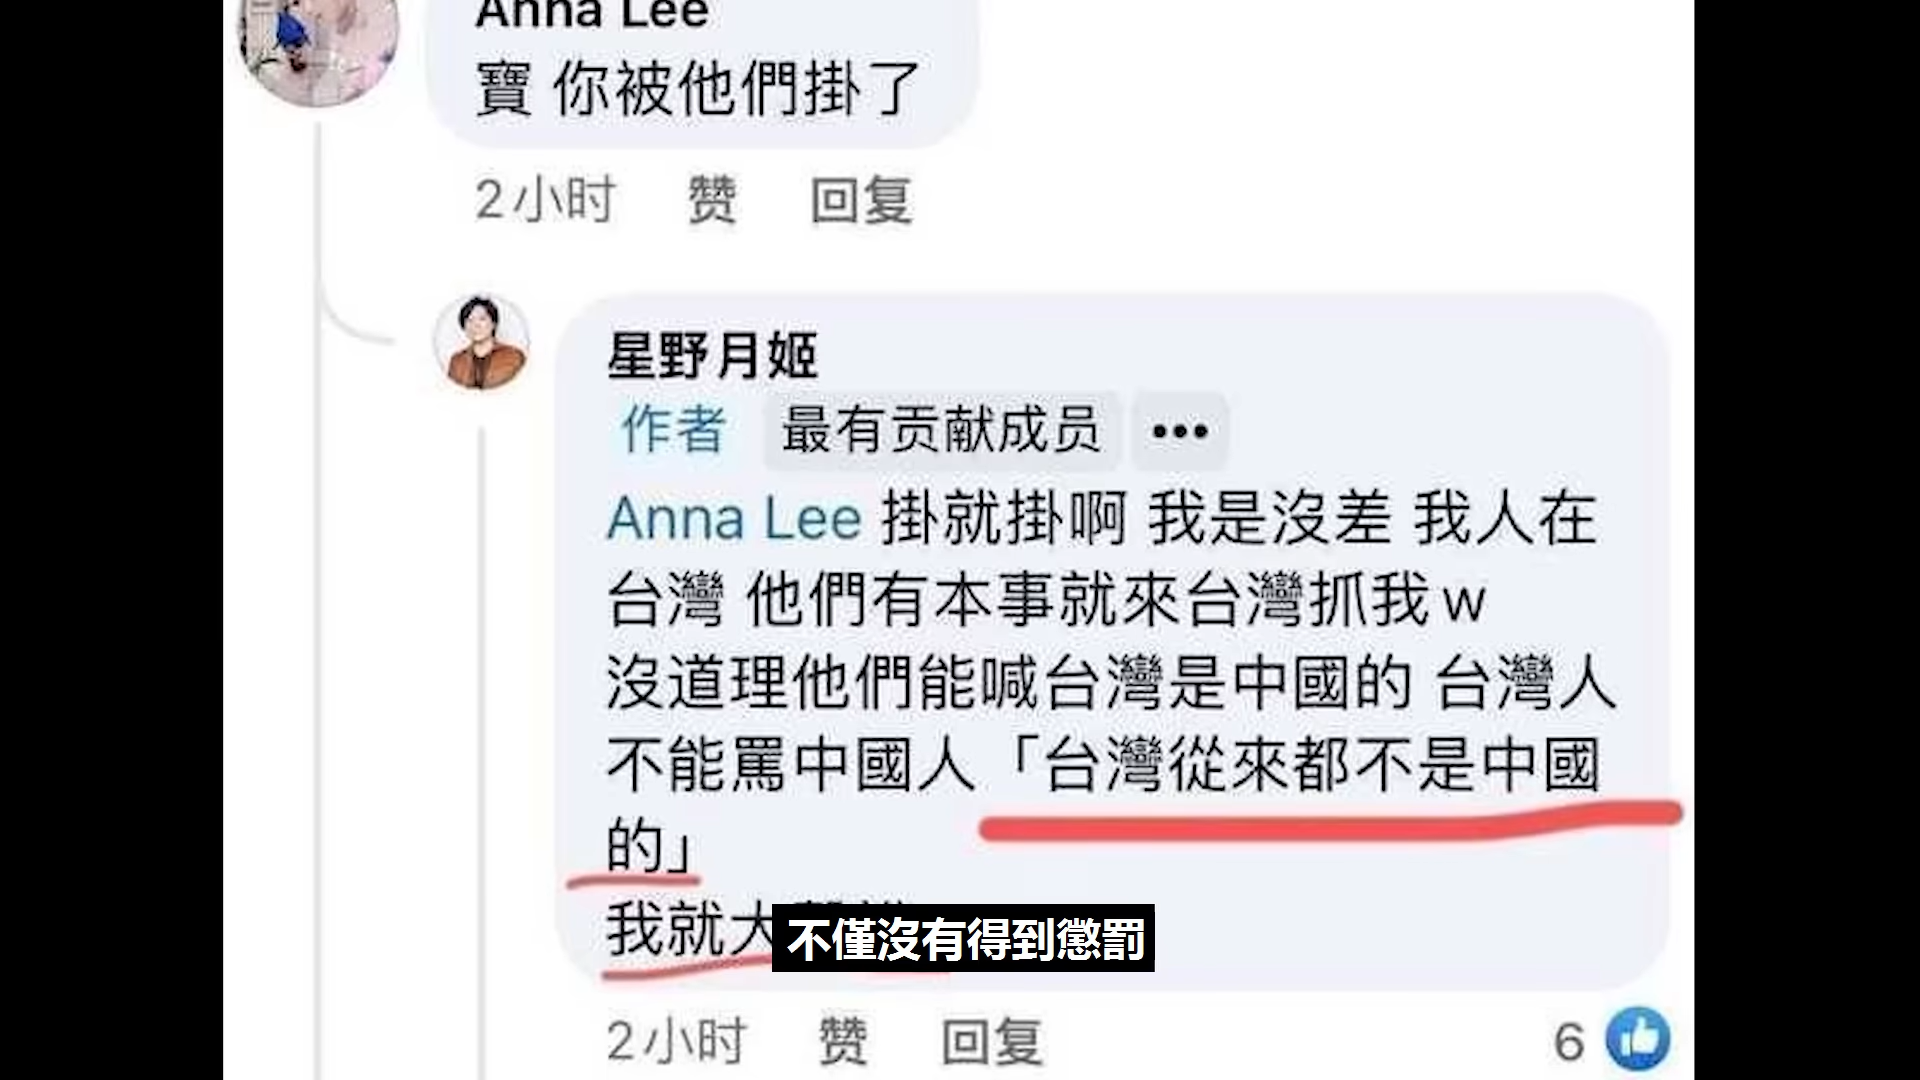 Anna Lee
寶 你被他們掛了
2小时 赞 回复
星野月姬
作者 最有贡献成员 •••
Anna Lee 掛就掛啊 我是沒差 我人在
台灣 他們有本事就來台灣抓我w
沒道理他們能喊台灣是中國的 台灣人
不能罵中國人「台灣從來都不是中國
的」
我就大
不僅沒有得到懲罰
2小时 赞 回复 6